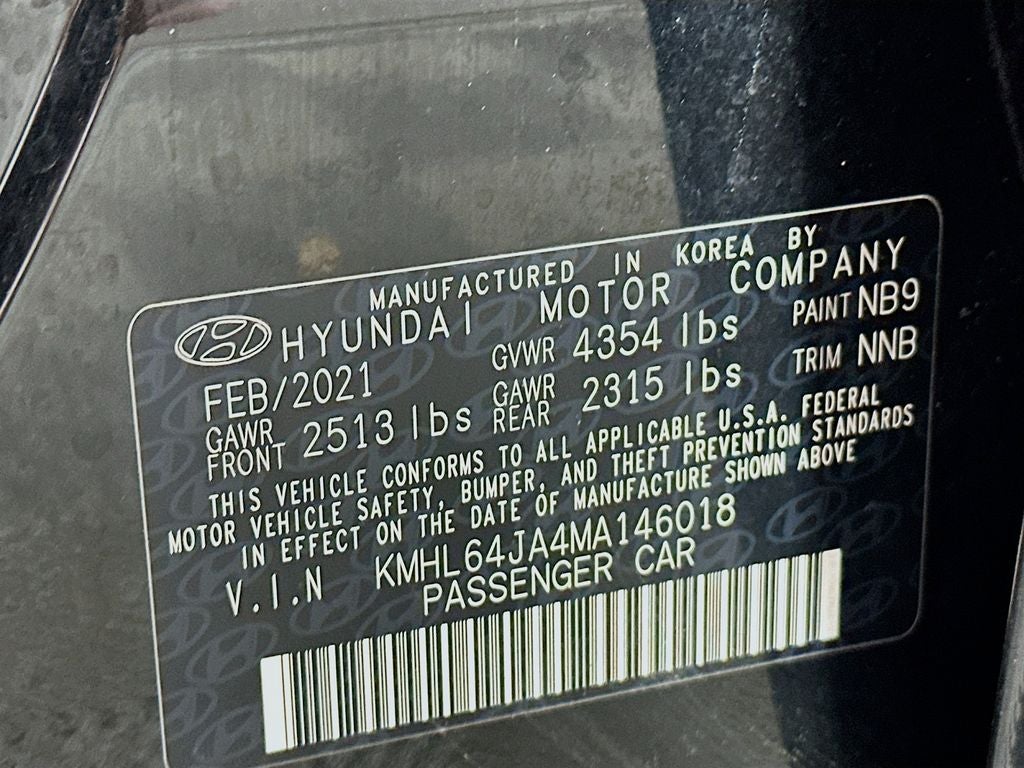 MANUFACTURED IN KOREA BY
HYUNDAI MOTOR COMPANY
FEB/2021 GVWR 4354 lbs PAINT NB9
GAWR FRONT 2513 lbs GAWR REAR 2315 lbs TRIM NNB
THIS VEHICLE CONFORMS TO ALL APPLICABLE U.S.A. FEDERAL
MOTOR VEHICLE SAFETY, BUMPER, AND THEFT PREVENTION STANDARDS
IN EFFECT ON THE DATE OF MANUFACTURE SHOWN ABOVE
V.I.N KMHL64JA4MA146018
PASSENGER CAR